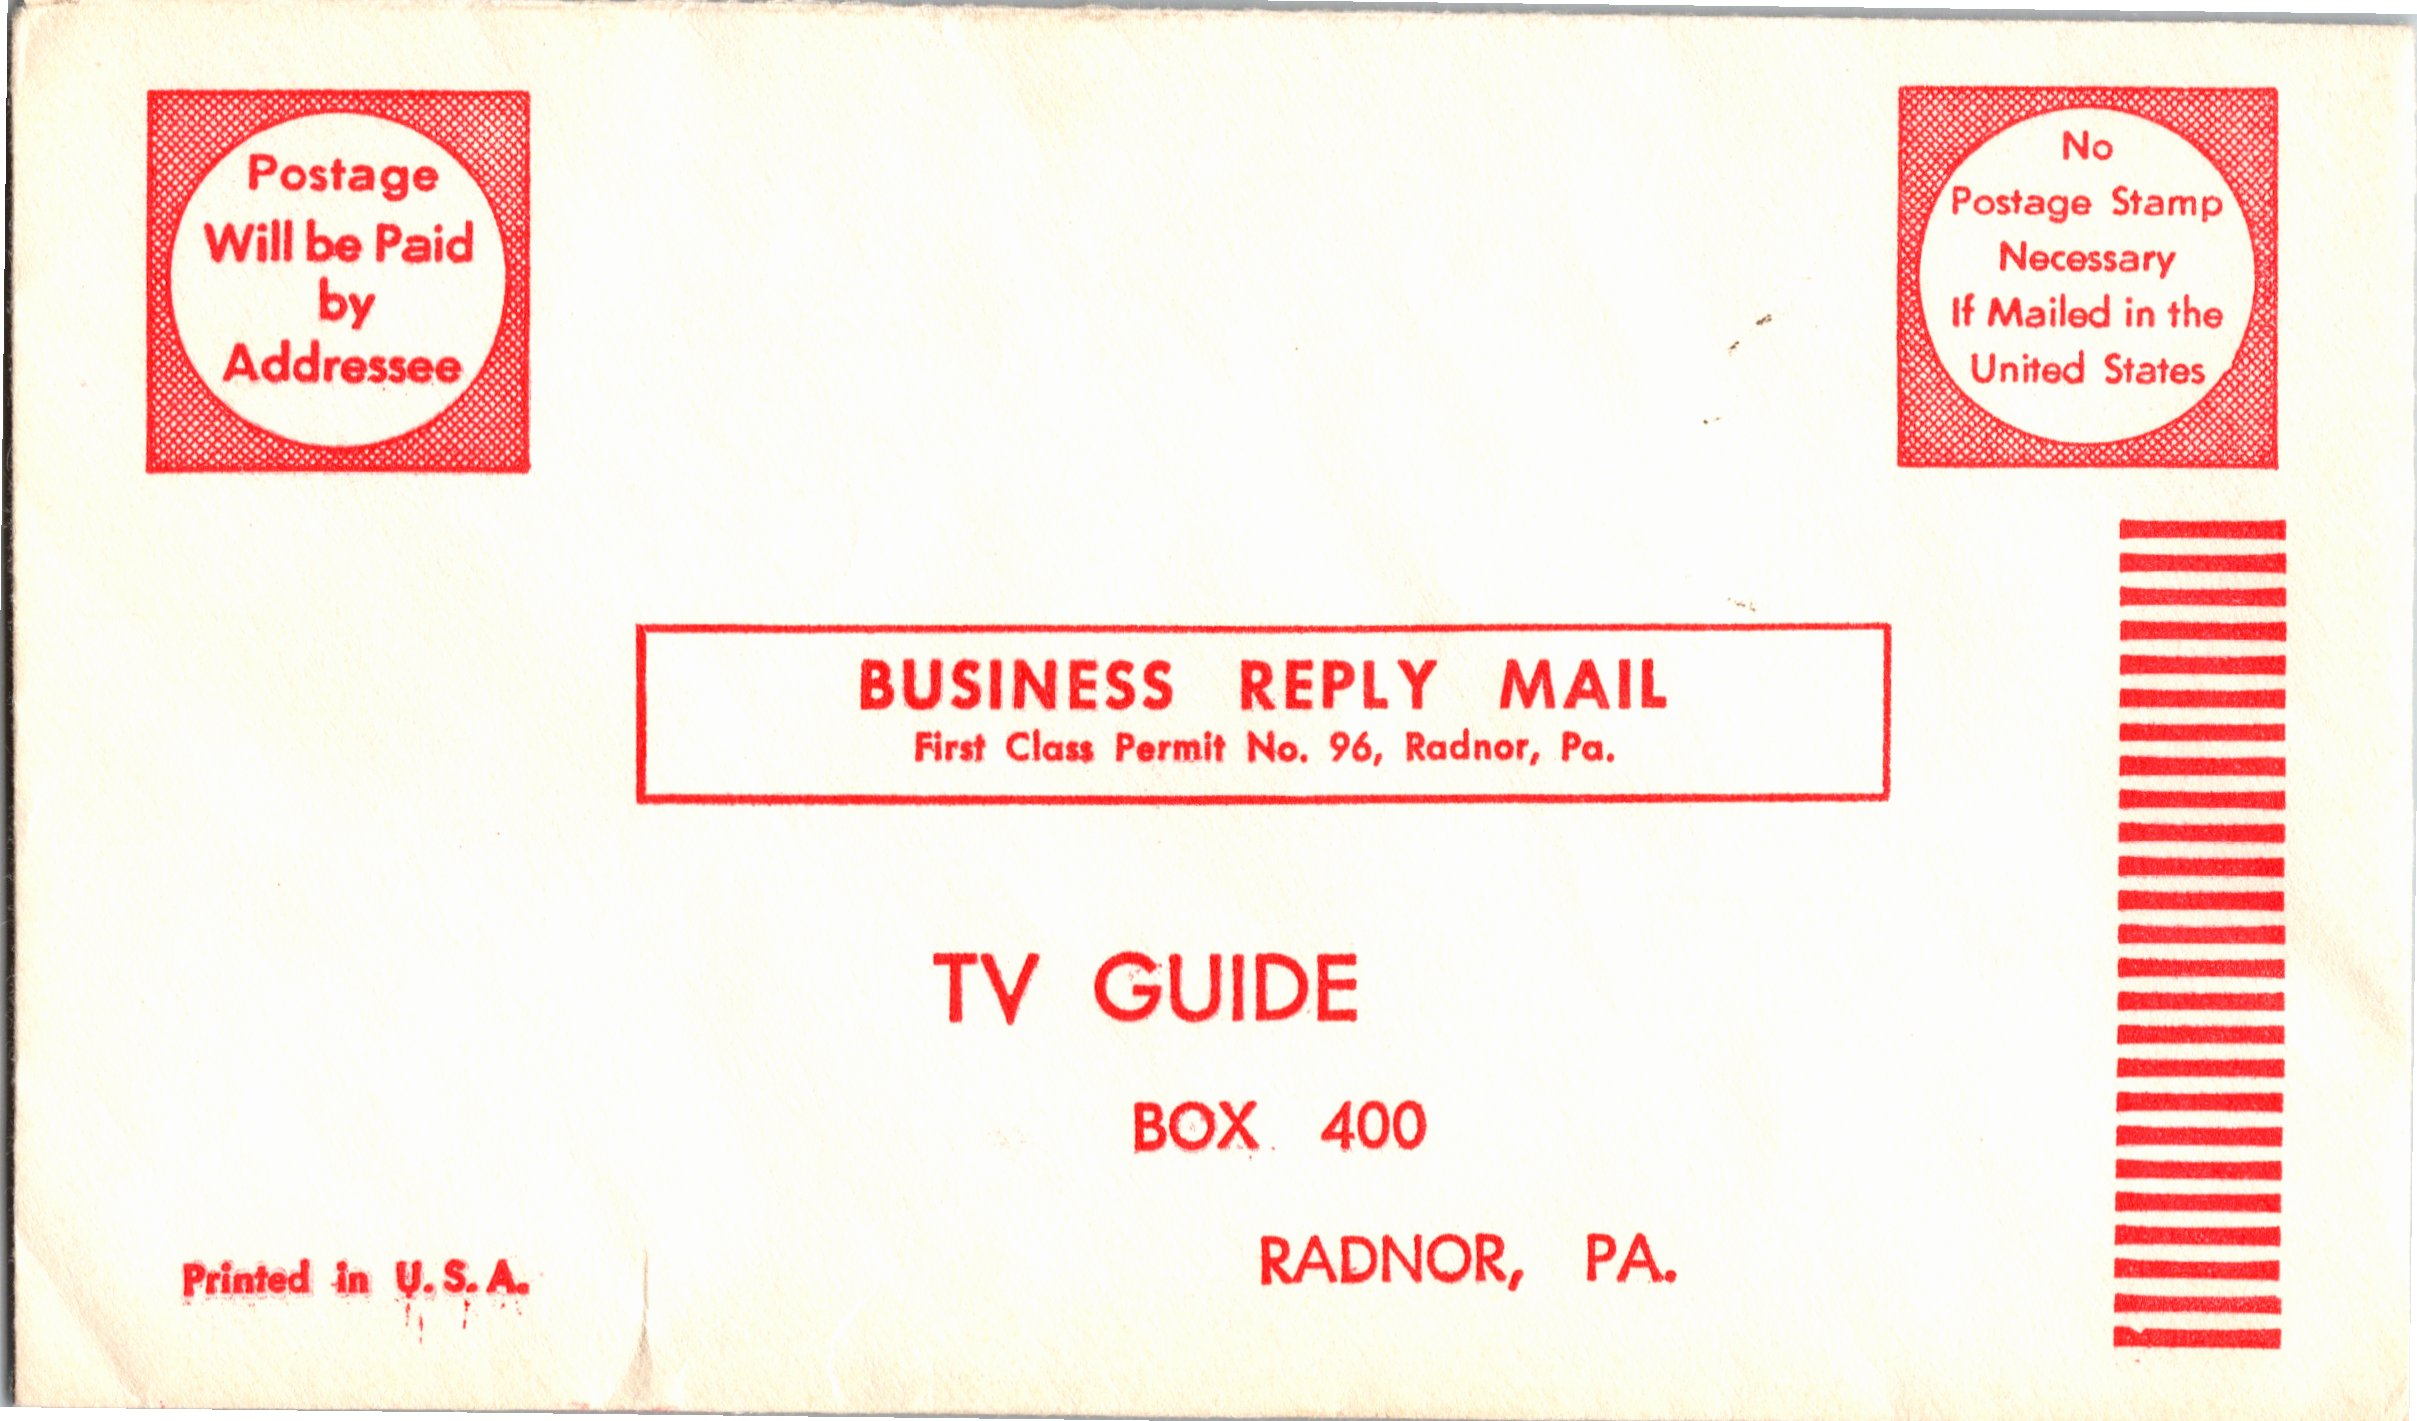 Postage
Will be Paid
by
Addressee
No
Postage Stamp
Necessary
If Mailed in the
United States
BUSINESS REPLY MAIL
First Class Permit No. 96, Radnor, Pa.
TV GUIDE
BOX 400
RADNOR, PA.
Printed in U.S.A.